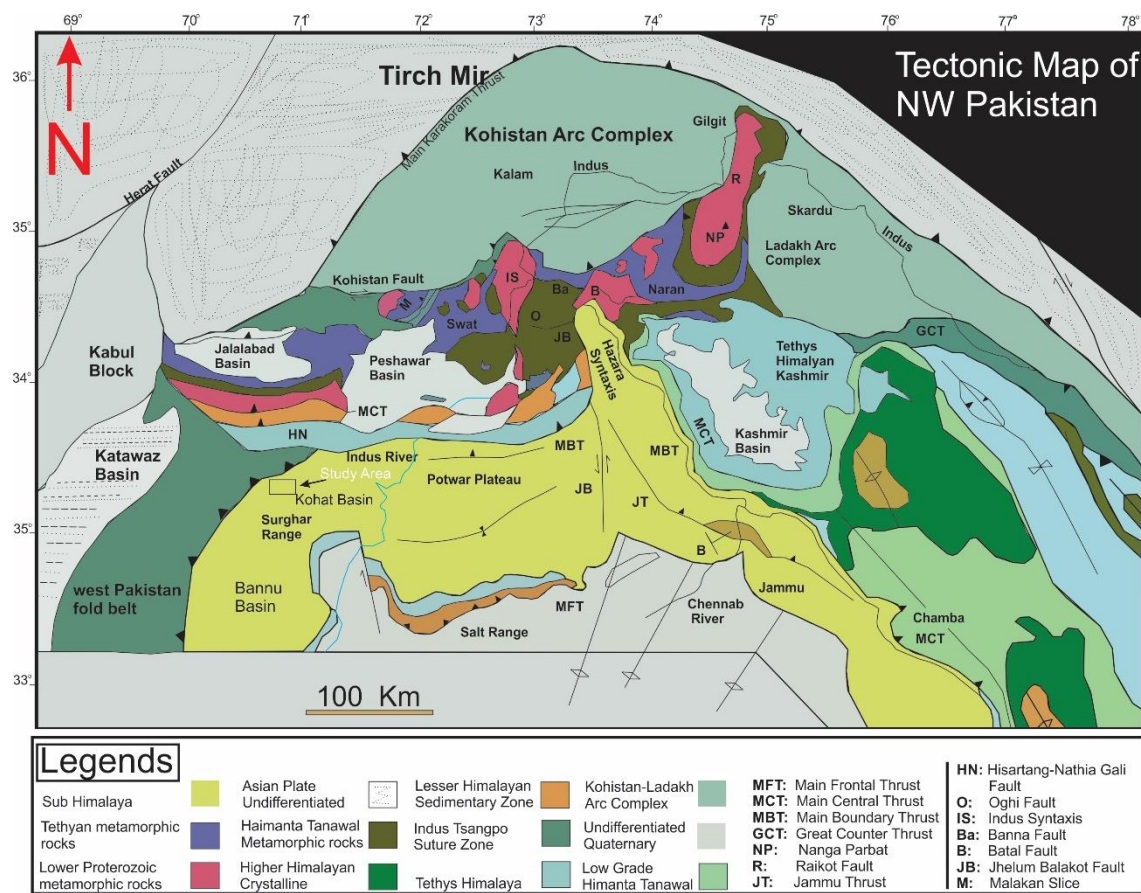 69° 70° 71° 72° 73° 74° 75° 76° 77° 78°
36°
35°
34°
33°
N
Tectonic Map of
NW Pakistan
Tirch Mir
Main Karakoram Thrust
Herat Fault
Kohistan Arc Complex
Gilgit
Kalam
Indus
R
Skardu
NP
Ladakh Arc
Complex
Indus
Kohistan Fault
IS
Ba
B
Naran
M
Swat
O
JB
GCT
Kabul
Block
Jalalabad
Basin
Peshawar
Basin
Hazara
Syntaxis
Tethys
Himalyan
Kashmir
MCT
MCT
Kashmir
Basin
HN
Indus River
MBT
MBT
Katawaz
Basin
Study Area
Kohat Basin
Potwar Plateau
JB
JT
Surghar
Range
B
west Pakistan
fold belt
Bannu
Basin
Jammu
MFT
Chennab
River
Salt Range
Chamba
MCT
100 Km
Legends
Sub Himalaya
Asian Plate
Undifferentiated
Lesser Himalayan
Sedimentary Zone
Kohistan-Ladakh
Arc Complex
Tethyan metamorphic
rocks
Haimanta Tanawal
Metamorphic rocks
Indus Tsangpo
Suture Zone
Undifferentiated
Quaternary
Lower Proterozoic
metamorphic rocks
Higher Himalayan
Crystalline
Tethys Himalaya
Low Grade
Himanta Tanawal
MFT: Main Frontal Thrust
MCT: Main Central Thrust
MBT: Main Boundary Thrust
GCT: Great Counter Thrust
NP: Nanga Parbat
R: Raikot Fault
JT: Jammu Thrust
HN: Hisartang-Nathia Gali
Fault
O: Oghi Fault
IS: Indus Syntaxis
Ba: Banna Fault
B: Batal Fault
JB: Jhelum Balakot Fault
M: Malakan Slice